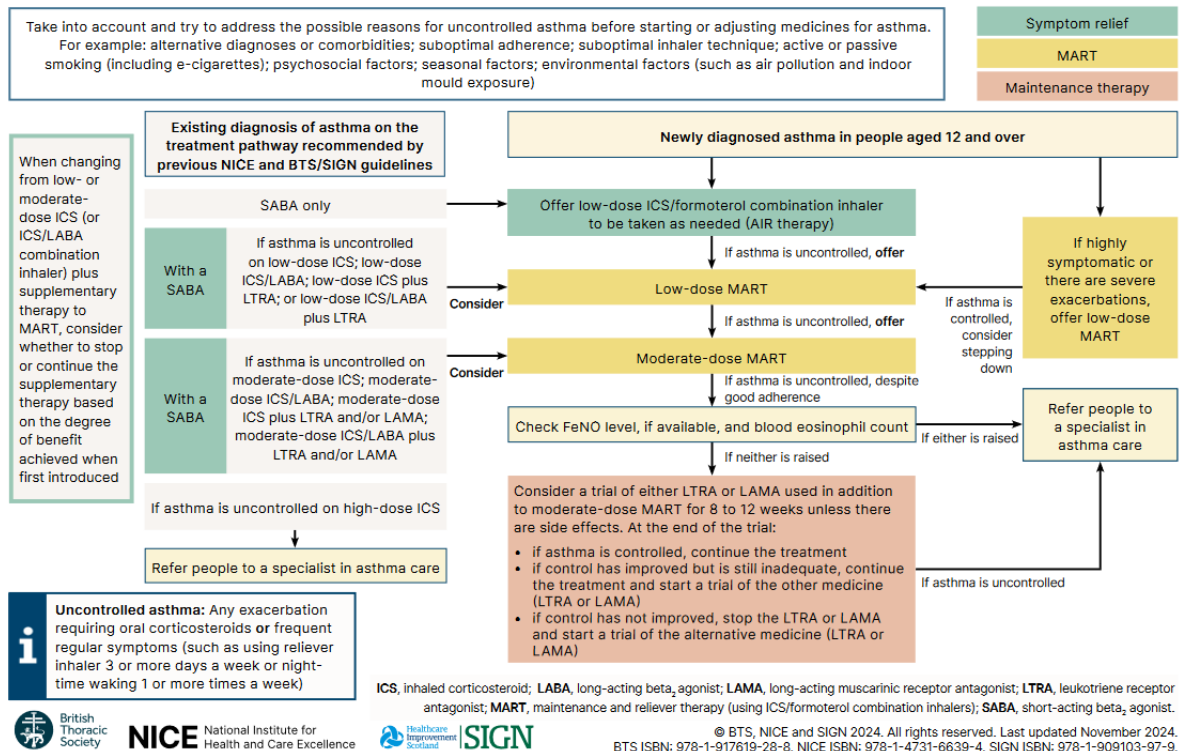 Take into account and try to address the possible reasons for uncontrolled asthma before starting or adjusting medicines for asthma.
For example: alternative diagnoses or comorbidities; suboptimal adherence; suboptimal inhaler technique; active or passive
smoking (including e-cigarettes); psychosocial factors; seasonal factors; environmental factors (such as air pollution and indoor
mould exposure)
Symptom relief
MART
Maintenance therapy
When changing
from low- or
moderate-
dose ICS (or
ICS/LABA
combination
inhaler) plus
supplementary
therapy to
MART, consider
whether to stop
or continue the
supplementary
therapy based
on the degree
of benefit
achieved when
first introduced
Existing diagnosis of asthma on the
treatment pathway recommended by
previous NICE and BTS/SIGN guidelines
SABA only
With a
SABA
If asthma is uncontrolled
on low-dose ICS; low-dose
ICS/LABA; low-dose ICS plus
LTRA; or low-dose ICS/LABA
plus LTRA
Consider
With a
SABA
If asthma is uncontrolled on
moderate-dose ICS; moderate-
dose ICS/LABA; moderate-dose
ICS plus LTRA and/or LAMA;
moderate-dose ICS/LABA plus
LTRA and/or LAMA
Consider
If asthma is uncontrolled on high-dose ICS
Refer people to a specialist in asthma care
Newly diagnosed asthma in people aged 12 and over
Offer low-dose ICS/formoterol combination inhaler
to be taken as needed (AIR therapy)
If asthma is uncontrolled, offer
Low-dose MART
If asthma is uncontrolled, offer
Moderate-dose MART
If asthma is uncontrolled, despite
good adherence
Check FeNO level, if available, and blood eosinophil count
If neither is raised
Consider a trial of either LTRA or LAMA used in addition
to moderate-dose MART for 8 to 12 weeks unless there
are side effects. At the end of the trial:
• if asthma is controlled, continue the treatment
• if control has improved but is still inadequate, continue
the treatment and start a trial of the other medicine
(LTRA or LAMA)
• if control has not improved, stop the LTRA or LAMA
and start a trial of the alternative medicine (LTRA or
LAMA)
If highly
symptomatic or
there are severe
exacerbations,
offer low-dose
MART
If asthma is
controlled,
consider
stepping
down
If either is raised
Refer people to
a specialist in
asthma care
If asthma is uncontrolled
i
Uncontrolled asthma: Any exacerbation
requiring oral corticosteroids or frequent
regular symptoms (such as using reliever
inhaler 3 or more days a week or night-
time waking 1 or more times a week)
ICS, inhaled corticosteroid; LABA, long-acting beta₂ agonist; LAMA, long-acting muscarinic receptor antagonist; LTRA, leukotriene receptor
antagonist; MART, maintenance and reliever therapy (using ICS/formoterol combination inhalers); SABA, short-acting beta₂ agonist.
British
Thoracic
Society
NICE
National Institute for
Health and Care Excellence
Healthcare
Improvement
Scotland
SIGN
© BTS, NICE and SIGN 2024. All rights reserved. Last updated November 2024.
BTS ISBN: 978-1-917619-28-8. NICE ISBN: 978-1-4731-6639-4. SIGN ISBN: 978-1-909103-97-9.